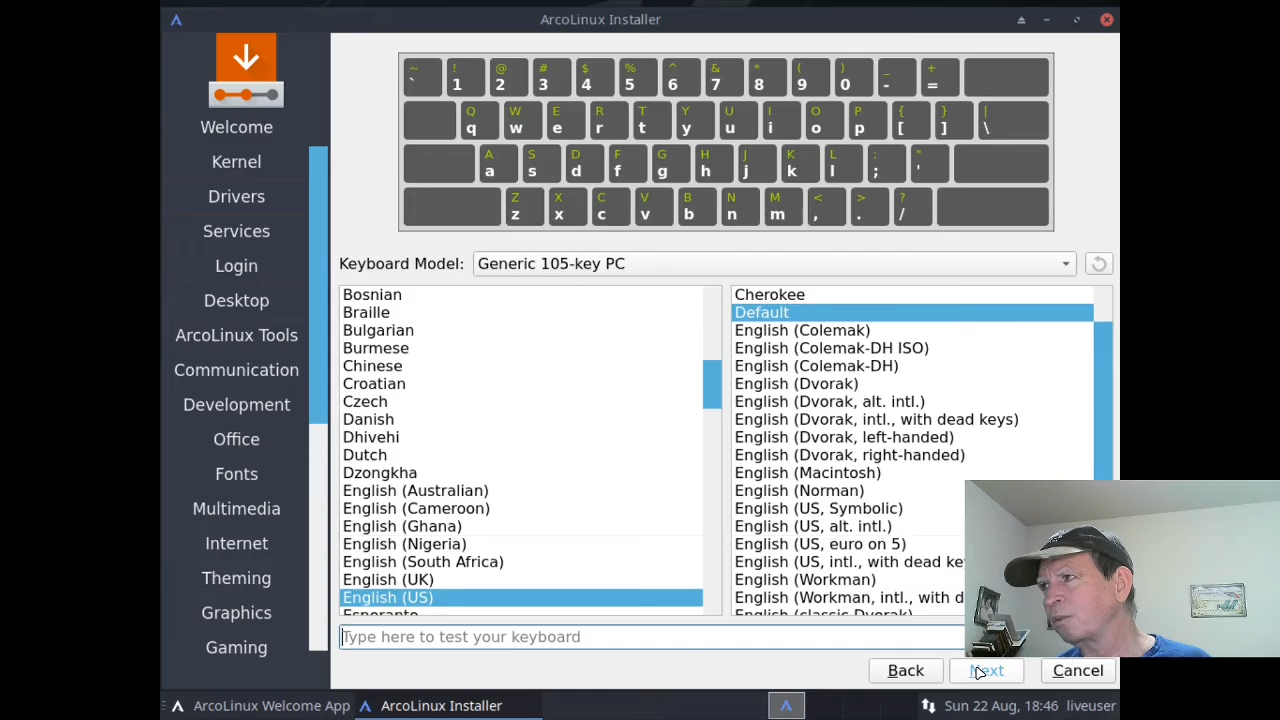 ArcoLinux Installer
Welcome
Kernel
Drivers
Services
Login
Desktop
ArcoLinux Tools
Communication
Development
Office
Fonts
Multimedia
Internet
Theming
Graphics
Gaming
~ ! @ # $ % ^ & * ( ) _ +
` 1 2 3 4 5 6 7 8 9 0 - =
Q W E R T Y U I O P { } |
q w e r t y u i o p [ ] \
A S D F G H J K L : "
a s d f g h j k l ; '
Z X C V B N M < > ?
z x c v b n m , . /
Keyboard Model: Generic 105-key PC
Bosnian
Braille
Bulgarian
Burmese
Chinese
Croatian
Czech
Danish
Dhivehi
Dutch
Dzongkha
English (Australian)
English (Cameroon)
English (Ghana)
English (Nigeria)
English (South Africa)
English (UK)
English (US)
Esperanto
Cherokee
Default
English (Colemak)
English (Colemak-DH ISO)
English (Colemak-DH)
English (Dvorak)
English (Dvorak, alt. intl.)
English (Dvorak, intl., with dead keys)
English (Dvorak, left-handed)
English (Dvorak, right-handed)
English (Macintosh)
English (Norman)
English (US, Symbolic)
English (US, alt. intl.)
English (US, euro on 5)
English (US, intl., with dead ke
English (Workman)
English (Workman, intl., with d
English (classic Dvorak)
Type here to test your keyboard
Back Next Cancel
ArcoLinux Welcome App ArcoLinux Installer Sun 22 Aug, 18:46 liveuser